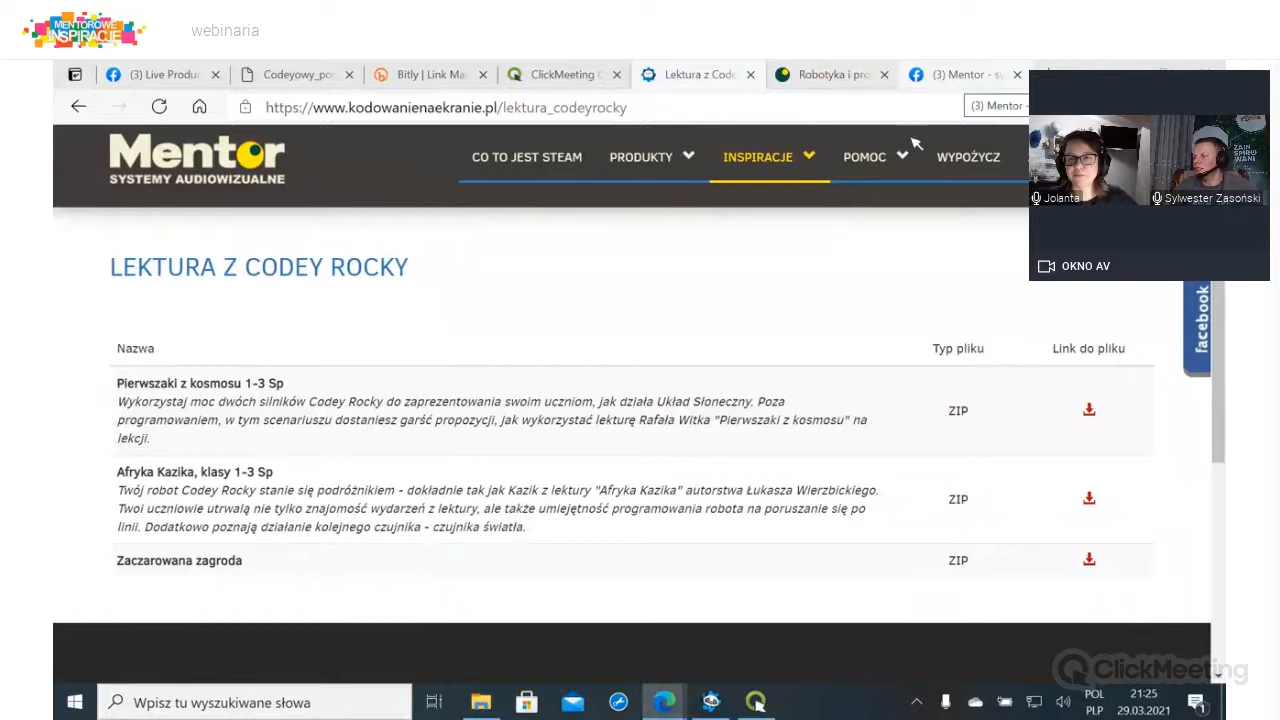 MENTOROWE
INSPIRACJE
webinaria
(3) Live Produc
Codeyowy_por
Bitly | Link Ma
ClickMeeting
Lektura z Code
Robotyka i pro
(3) Mentor - sy
https://www.kodowanienaekranie.pl/lektura_codeyrocky
(3) Mentor -
Mentor
SYSTEMY AUDIOWIZUALNE
CO TO JEST STEAM
PRODUKTY
INSPIRACJE
POMOC
WYPOŻYCZ
ZAIN
SPIRU
WANI
Jolanta
Sylwester Zasoński
OKNO AV
facebook
LEKTURA Z CODEY ROCKY
Nazwa Typ pliku Link do pliku
Pierwszaki z kosmosu 1-3 Sp
Wykorzystaj moc dwóch silników Codey Rocky do zaprezentowania swoim uczniom, jak działa Układ Słoneczny. Poza
programowaniem, w tym scenariuszu dostaniesz garść propozycji, jak wykorzystać lekturę Rafała Witka "Pierwszaki z kosmosu" na
lekcji.
ZIP
Afryka Kazika, klasy 1-3 Sp
Twój robot Codey Rocky stanie się podróżnikiem - dokładnie tak jak Kazik z lektury "Afryka Kazika" autorstwa Łukasza Wierzbickiego.
Twoi uczniowie utrwalą nie tylko znajomość wydarzeń z lektury, ale także umiejętność programowania robota na poruszanie się po
linii. Dodatkowo poznają działanie kolejnego czujnika - czujnika światła.
ZIP
Zaczarowana zagroda
ZIP
ClickMeeting
Wpisz tu wyszukiwane słowa
POL
PLP
21:25
29.03.2021
1